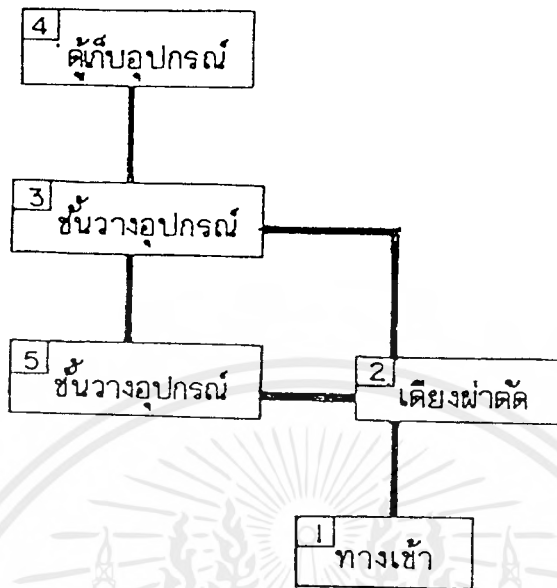 4
ตู้เก็บอุปกรณ์
3
ชั้นวางอุปกรณ์
5
ชั้นวางอุปกรณ์
2
เตียงผ่าตัด
1
ทางเข้า